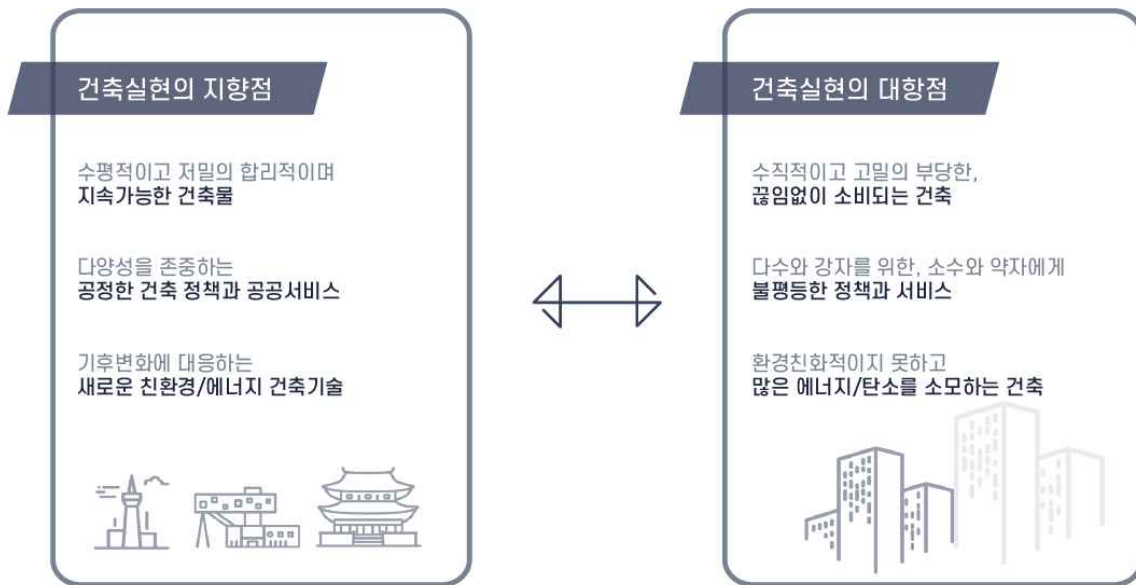 건축실현의 지향점
수평적이고 저밀의 합리적이며
지속가능한 건축물
다양성을 존중하는
공정한 건축 정책과 공공서비스
기후변화에 대응하는
새로운 친환경/에너지 건축기술
건축실현의 대항점
수직적이고 고밀의 부당한,
끊임없이 소비되는 건축
다수와 강자를 위한, 소수와 약자에게
불평등한 정책과 서비스
환경친화적이지 못하고
많은 에너지/탄소를 소모하는 건축